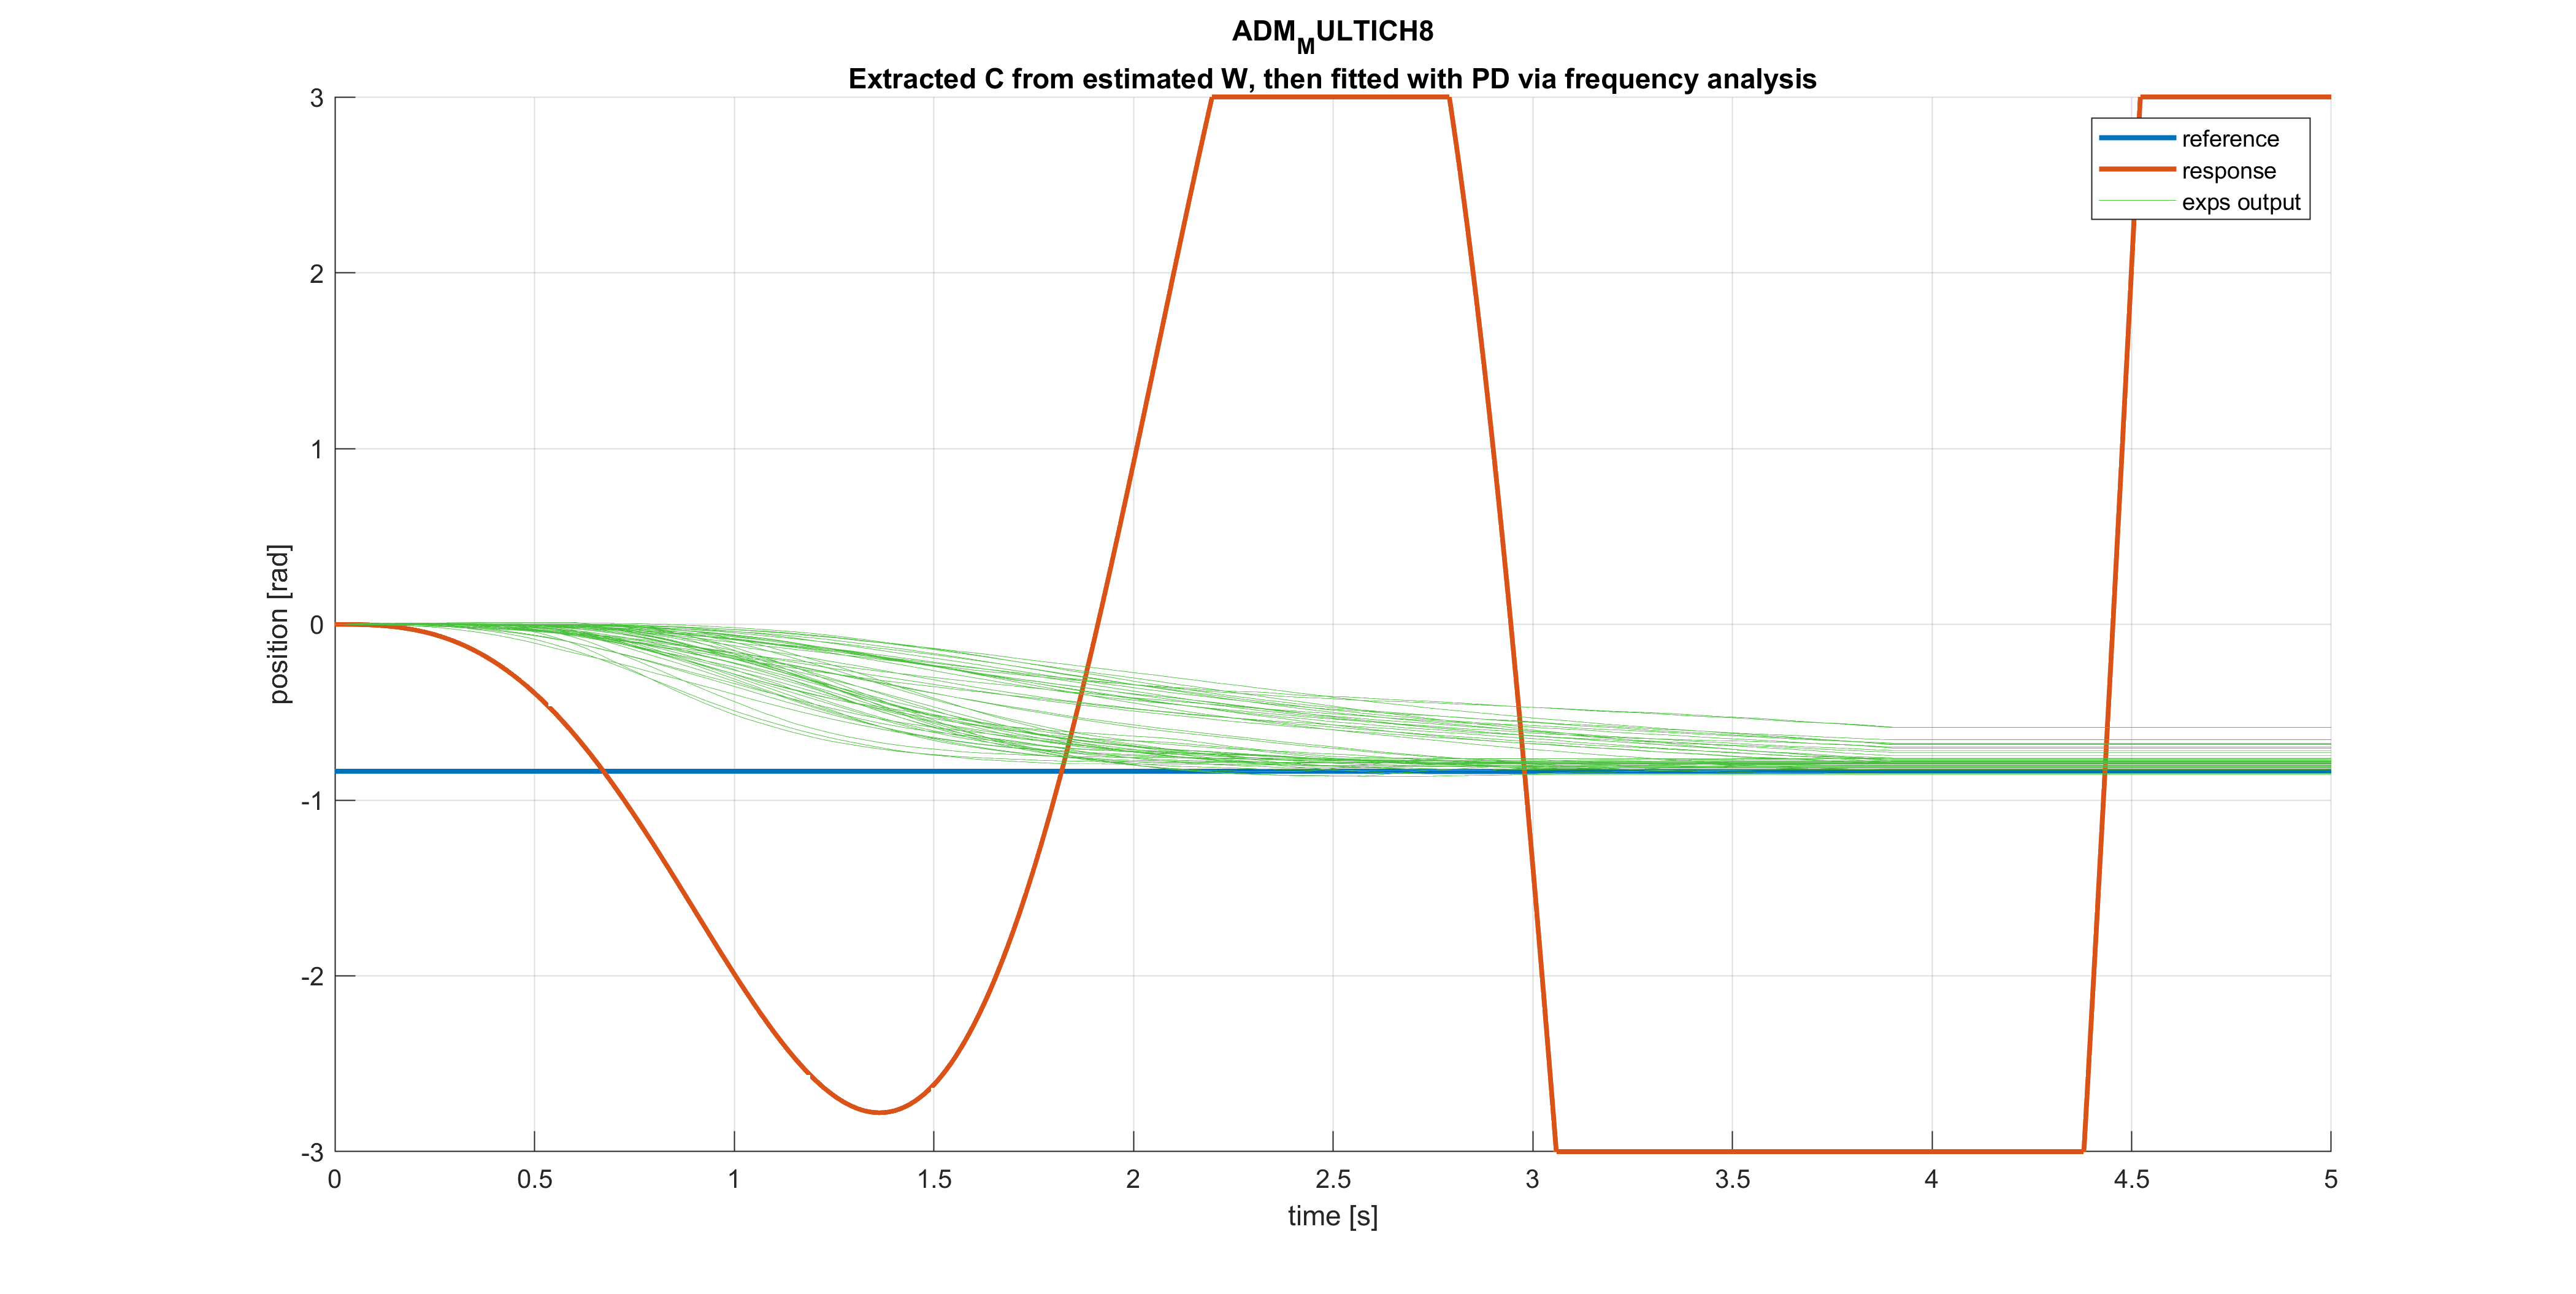 ADM_MULTICH8
Extracted C from estimated W, then fitted with PD via frequency analysis
3
2
1
0
-1
-2
-3
position [rad]
reference
response
exps output
0 0.5 1 1.5 2 2.5 3 3.5 4 4.5 5
time [s]